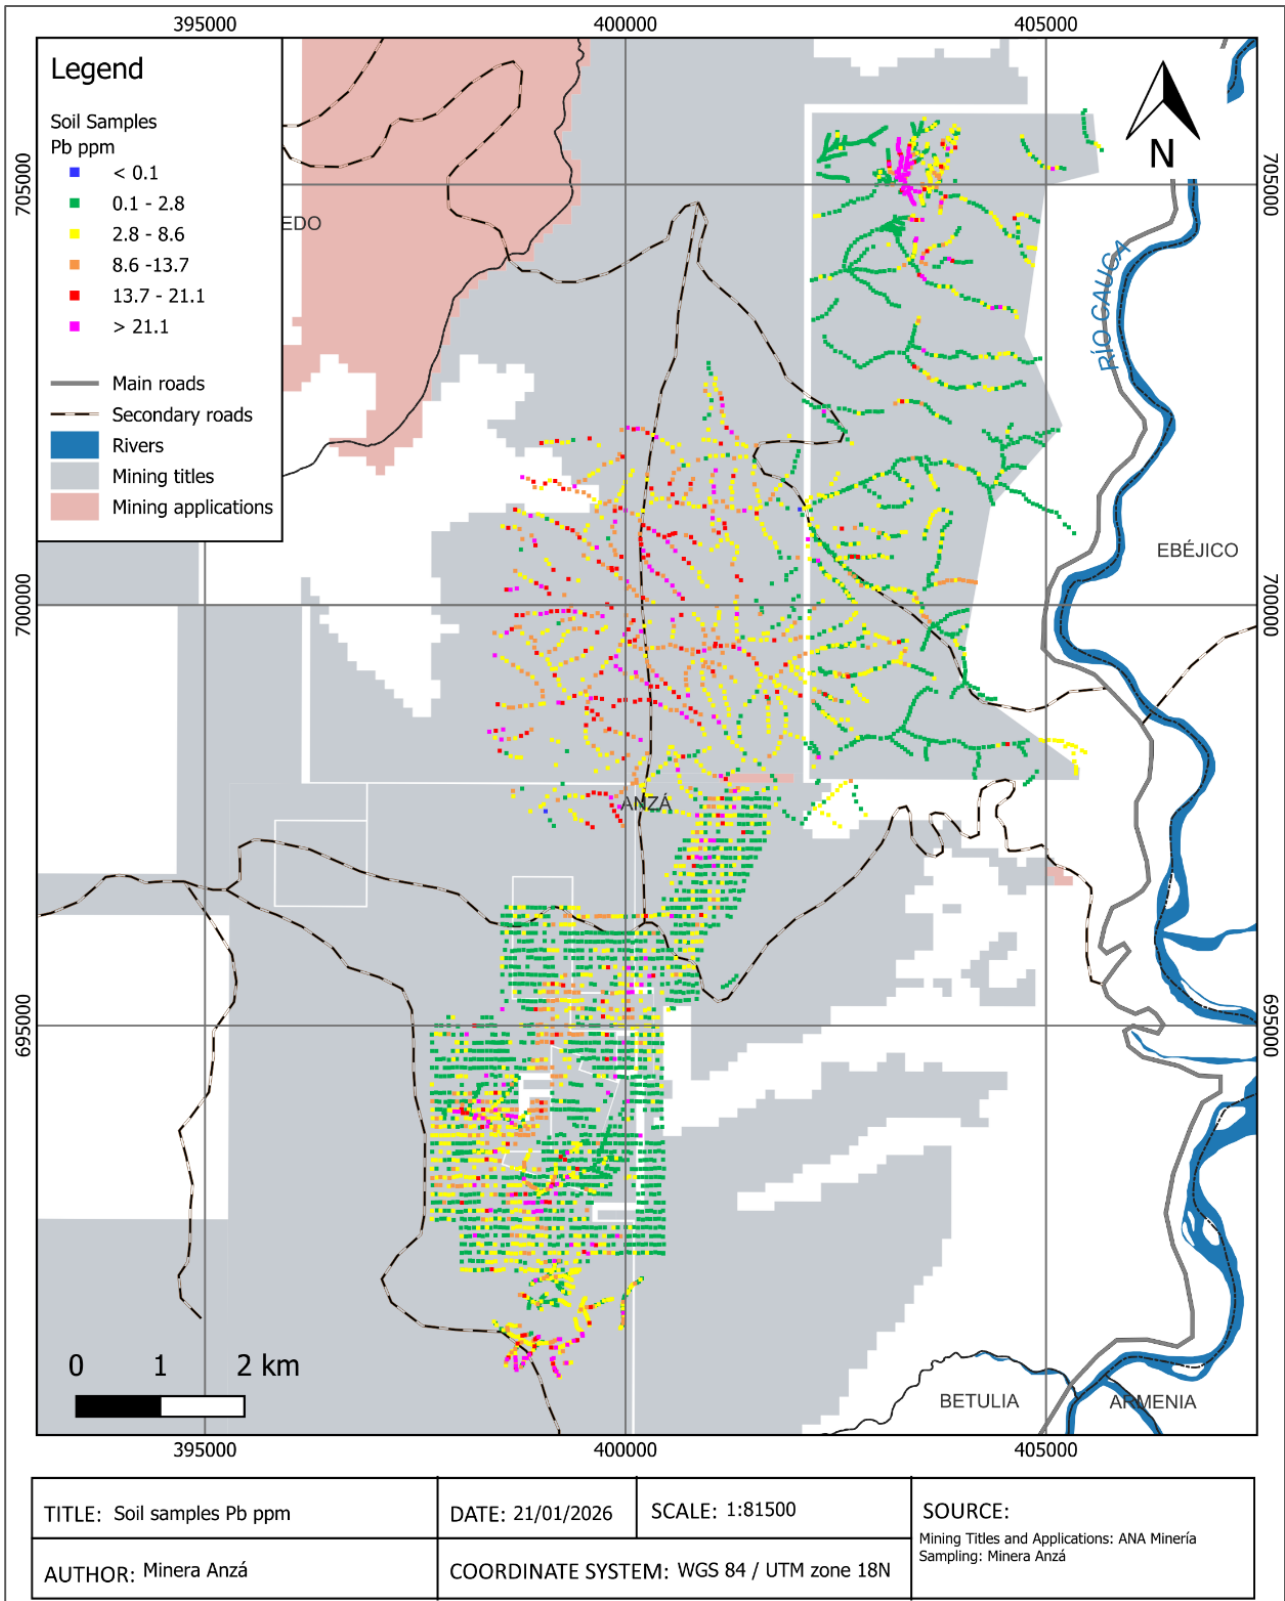 395000
400000
405000
Legend
Soil Samples
Pb ppm
< 0.1
0.1 - 2.8
2.8 - 8.6
8.6 -13.7
13.7 - 21.1
> 21.1
Main roads
Secondary roads
Rivers
Mining titles
Mining applications
705000
705000
N
EDO
RÍO CAUCA
EBÉJICO
700000
700000
ANZÁ
695000
695000
0 1 2 km
BETULIA
ARMENIA
395000
400000
405000
TITLE: Soil samples Pb ppm
DATE: 21/01/2026
SCALE: 1:81500
SOURCE:
Mining Titles and Applications: ANA Minería
Sampling: Minera Anzá
AUTHOR: Minera Anzá
COORDINATE SYSTEM: WGS 84 / UTM zone 18N